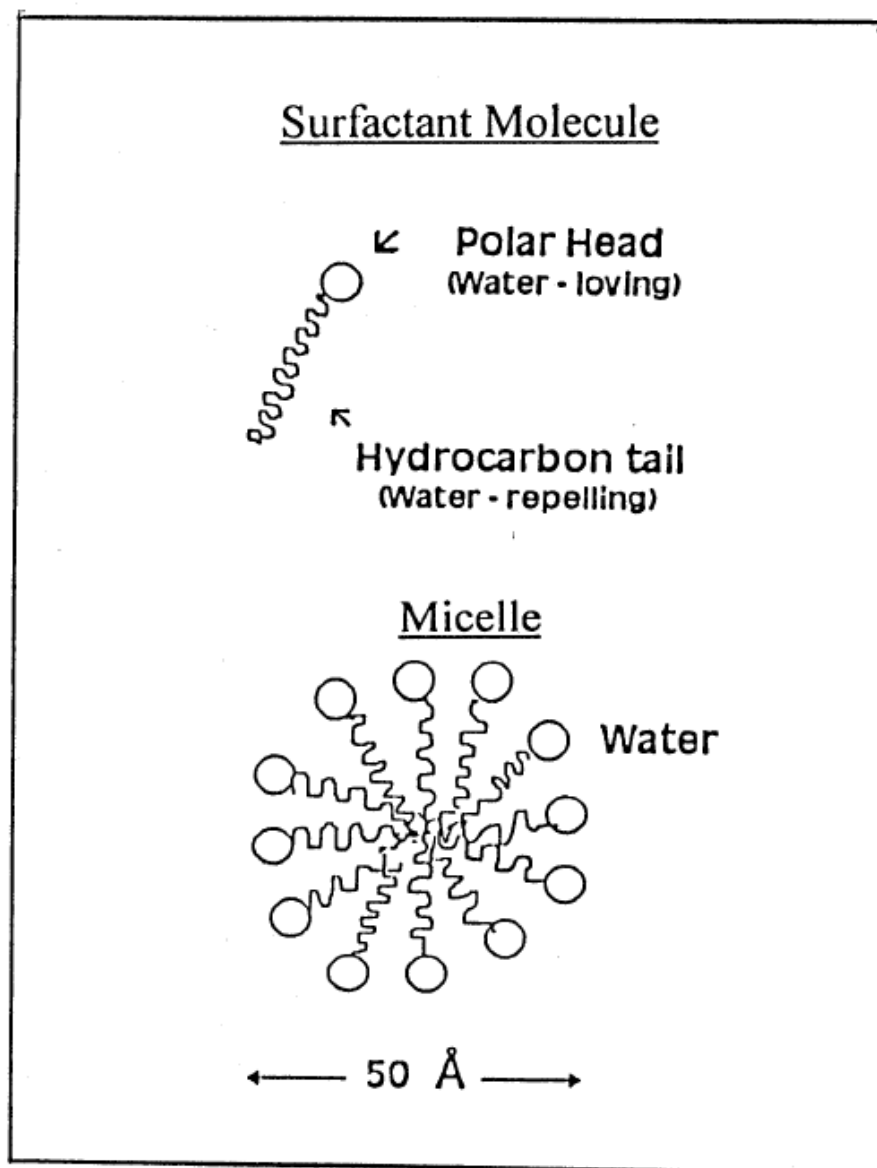 Surfactant Molecule
Polar Head
(Water - loving)
Hydrocarbon tail
(Water - repelling)
Micelle
Water
50 Å